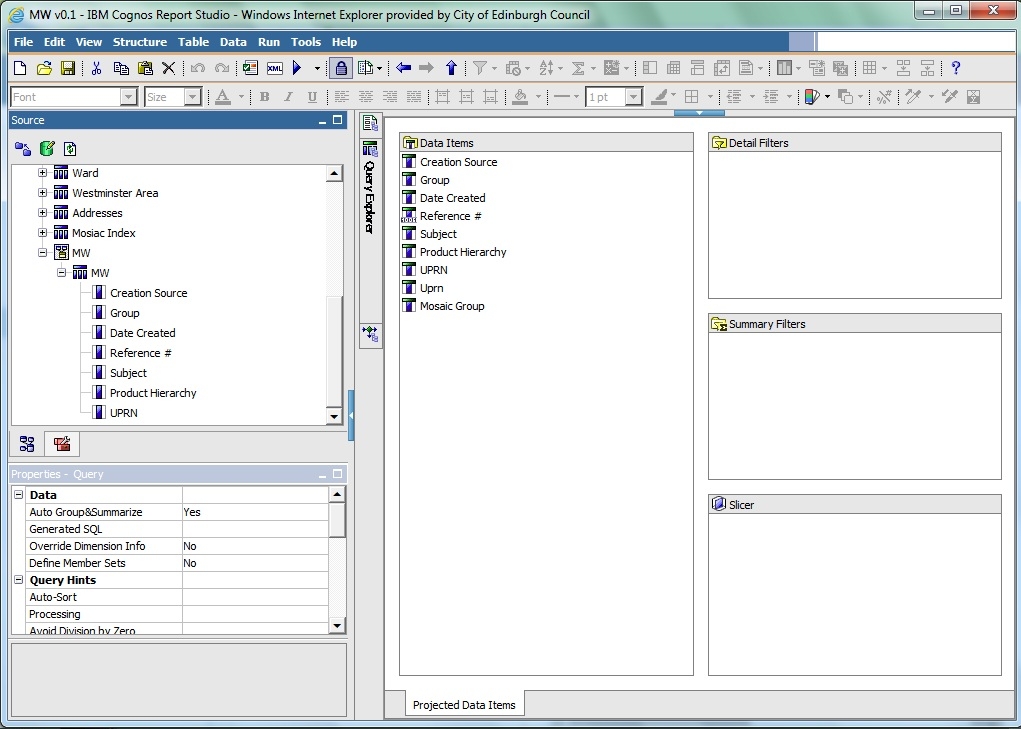 MW v0.1 - IBM Cognos Report Studio - Windows Internet Explorer provided by City of Edinburgh Council
File Edit View Structure Table Data Run Tools Help
XML
?
Font Size A B I U 1 pt
Source
Ward
Westminster Area
Addresses
Mosiac Index
MW
MW
Creation Source
Group
Date Created
Reference #
Subject
Product Hierarchy
UPRN
Properties - Query
Data
Auto Group&Summarize Yes
Generated SQL
Override Dimension Info No
Define Member Sets No
Query Hints
Auto-Sort
Processing
Avoid Division by Zero
Query Explorer
Data Items
Creation Source
Group
Date Created
Reference #
Subject
Product Hierarchy
UPRN
Uprn
Mosaic Group
Detail Filters
Summary Filters
Slicer
Projected Data Items